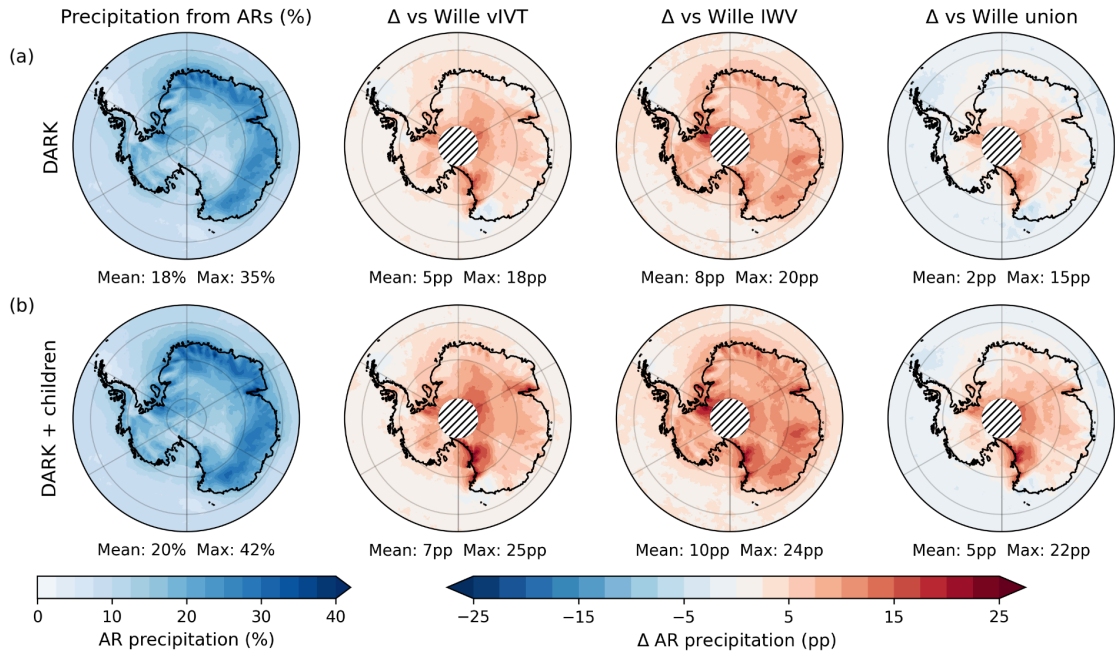 Precipitation from ARs (%) Δ vs Wille vIVT Δ vs Wille IWV Δ vs Wille union
(a)
DARK
Mean: 18% Max: 35% Mean: 5pp Max: 18pp Mean: 8pp Max: 20pp Mean: 2pp Max: 15pp
(b)
DARK + children
Mean: 20% Max: 42% Mean: 7pp Max: 25pp Mean: 10pp Max: 24pp Mean: 5pp Max: 22pp
0 10 20 30 40 −25 −15 −5 5 15 25
AR precipitation (%) Δ AR precipitation (pp)